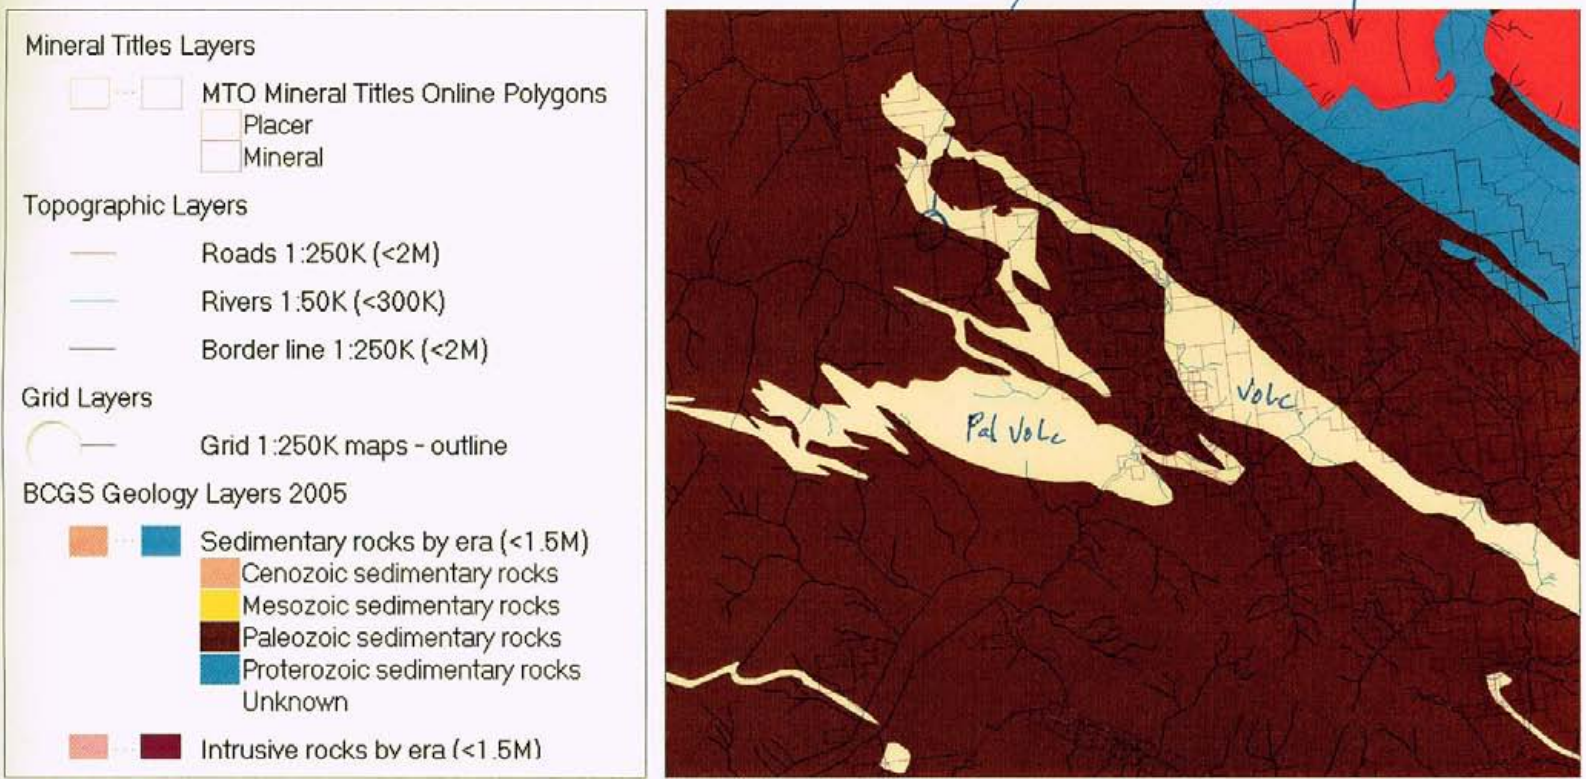 Mineral Titles Layers
MTO Mineral Titles Online Polygons
Placer
Mineral
Topographic Layers
Roads 1:250K (<2M)
Rivers 1:50K (<300K)
Border line 1:250K (<2M)
Grid Layers
Grid 1:250K maps - outline
BCGS Geology Layers 2005
Sedimentary rocks by era (<1.5M)
Cenozoic sedimentary rocks
Mesozoic sedimentary rocks
Paleozoic sedimentary rocks
Proterozoic sedimentary rocks
Unknown
Intrusive rocks by era (<1.5M)
Volc
Pal Volc